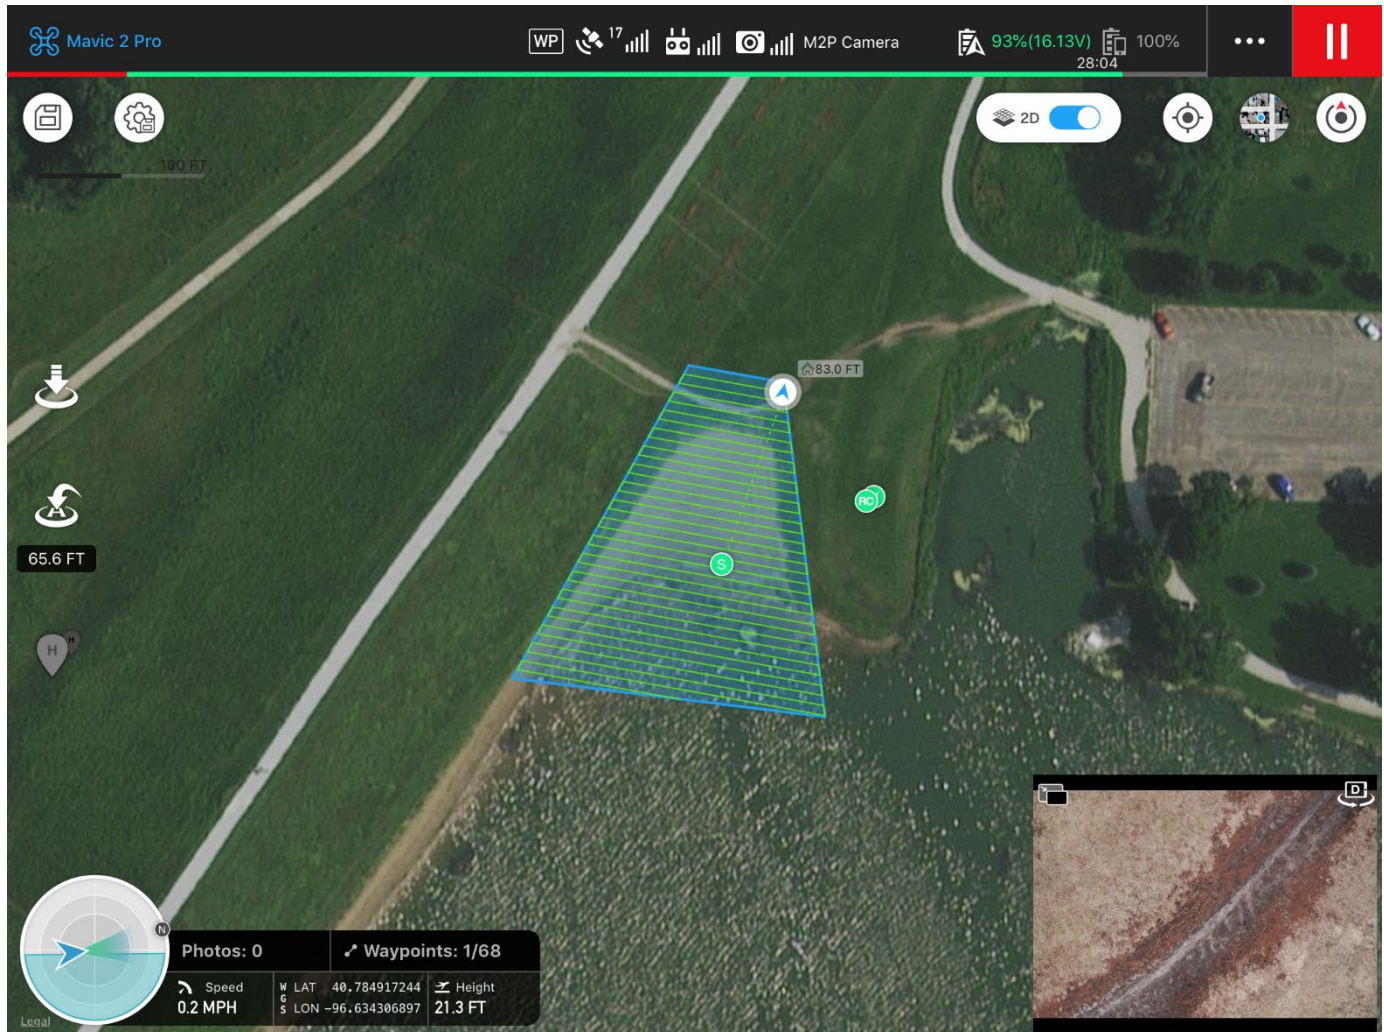 Mavic 2 Pro
WP
17
M2P Camera
93%(16.13V)
100%
28:04
2D
100 FT
83.0 FT
RC
S
65.6 FT
H
H
D
N
Photos: 0
Waypoints: 1/68
Speed
0.2 MPH
WGS
LAT 40.784917244
LON -96.634306897
Height
21.3 FT
Legal